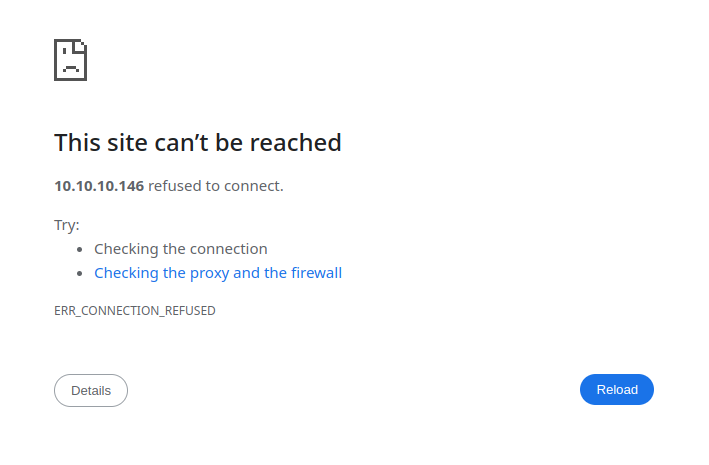 This site can’t be reached
10.10.10.146 refused to connect.
Try:
• Checking the connection
• Checking the proxy and the firewall
ERR_CONNECTION_REFUSED
Details
Reload